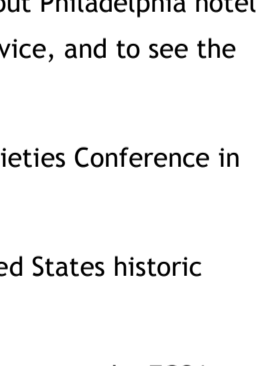 out Philadelphia hotel
vice, and to see the
ieties Conference in
ed States historic